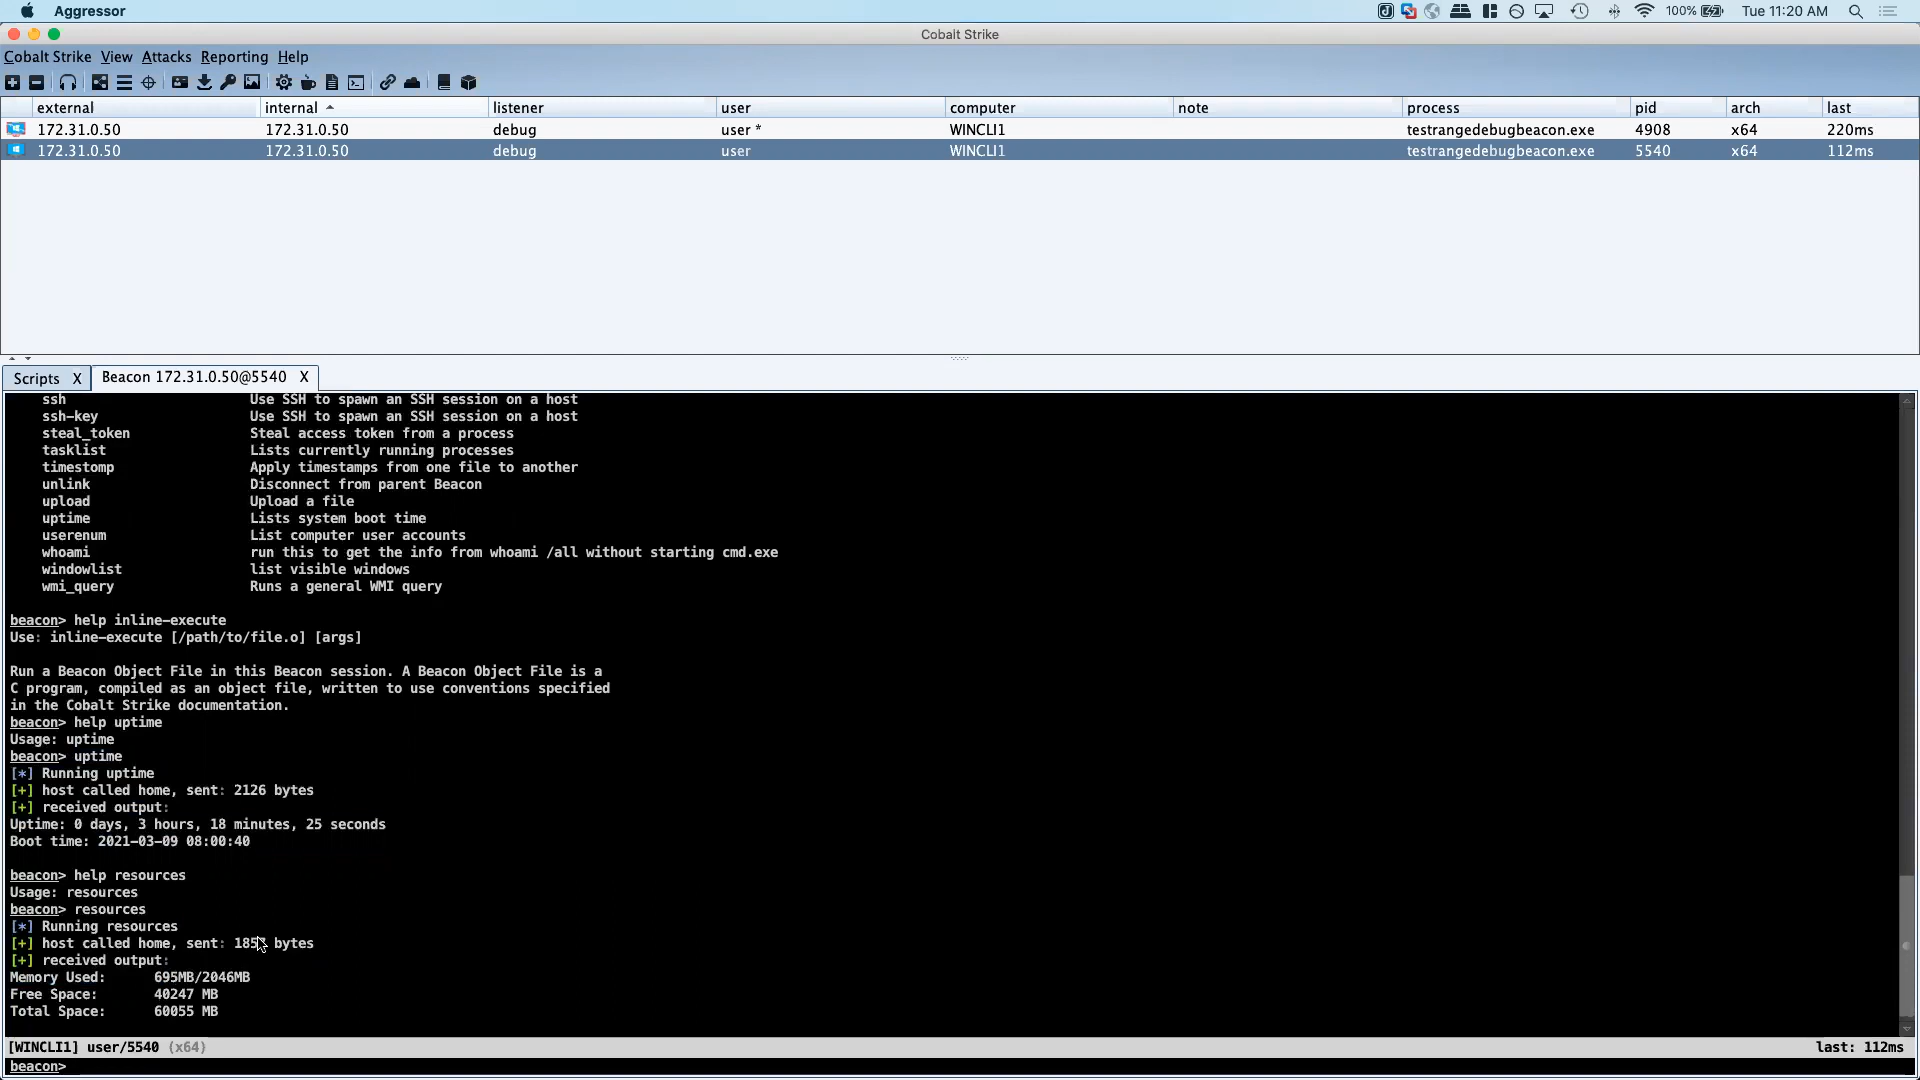 Aggressor
100%
Tue 11:20 AM
Cobalt Strike
Cobalt Strike View Attacks Reporting Help
external internal listener user computer note process pid arch last
172.31.0.50 172.31.0.50 debug user * WINCLI1 testrangedebugbeacon.exe 4908 x64 220ms
172.31.0.50 172.31.0.50 debug user WINCLI1 testrangedebugbeacon.exe 5540 x64 112ms
Scripts X Beacon 172.31.0.50@5540 X
ssh Use SSH to spawn an SSH session on a host
ssh-key Use SSH to spawn an SSH session on a host
steal_token Steal access token from a process
tasklist Lists currently running processes
timestomp Apply timestamps from one file to another
unlink Disconnect from parent Beacon
upload Upload a file
uptime Lists system boot time
userenum List computer user accounts
whoami run this to get the info from whoami /all without starting cmd.exe
windowlist list visible windows
wmi_query Runs a general WMI query
beacon> help inline-execute
Use: inline-execute [/path/to/file.o] [args]
Run a Beacon Object File in this Beacon session. A Beacon Object File is a
C program, compiled as an object file, written to use conventions specified
in the Cobalt Strike documentation.
beacon> help uptime
Usage: uptime
beacon> uptime
[*] Running uptime
[+] host called home, sent: 2126 bytes
[+] received output:
Uptime: 0 days, 3 hours, 18 minutes, 25 seconds
Boot time: 2021-03-09 08:00:40
beacon> help resources
Usage: resources
beacon> resources
[*] Running resources
[+] host called home, sent: bytes
[+] received output:
Memory Used: 695MB/2046MB
Free Space: 40247 MB
Total Space: 60055 MB
[WINCLI1] user/5540 (x64) last: 112ms
beacon>